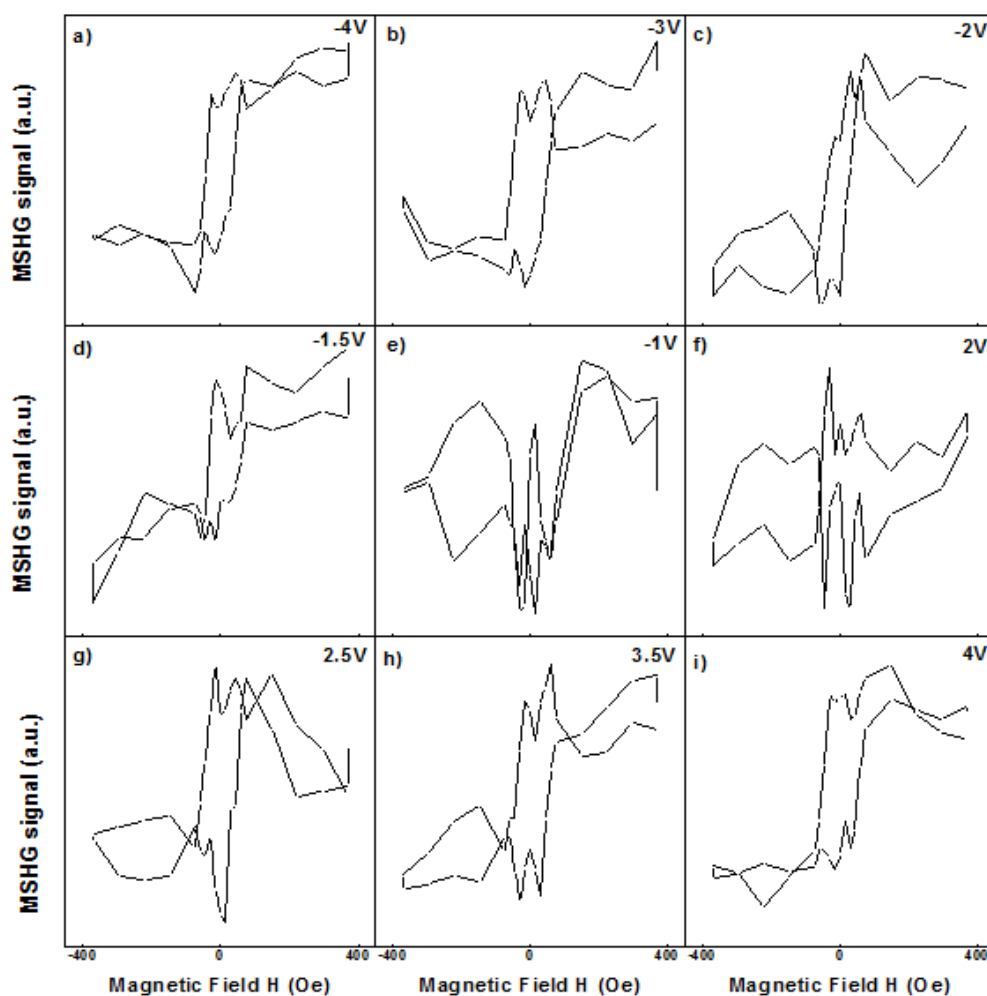 a) -4V b) -3V c) -2V
MSHG signal (a.u.)
d) -1.5V e) -1V f) 2V
MSHG signal (a.u.)
g) 2.5V h) 3.5V i) 4V
MSHG signal (a.u.)
-400 0 400 -400 0 400 -400 0 400
Magnetic Field H (Oe) Magnetic Field H (Oe) Magnetic Field H (Oe)